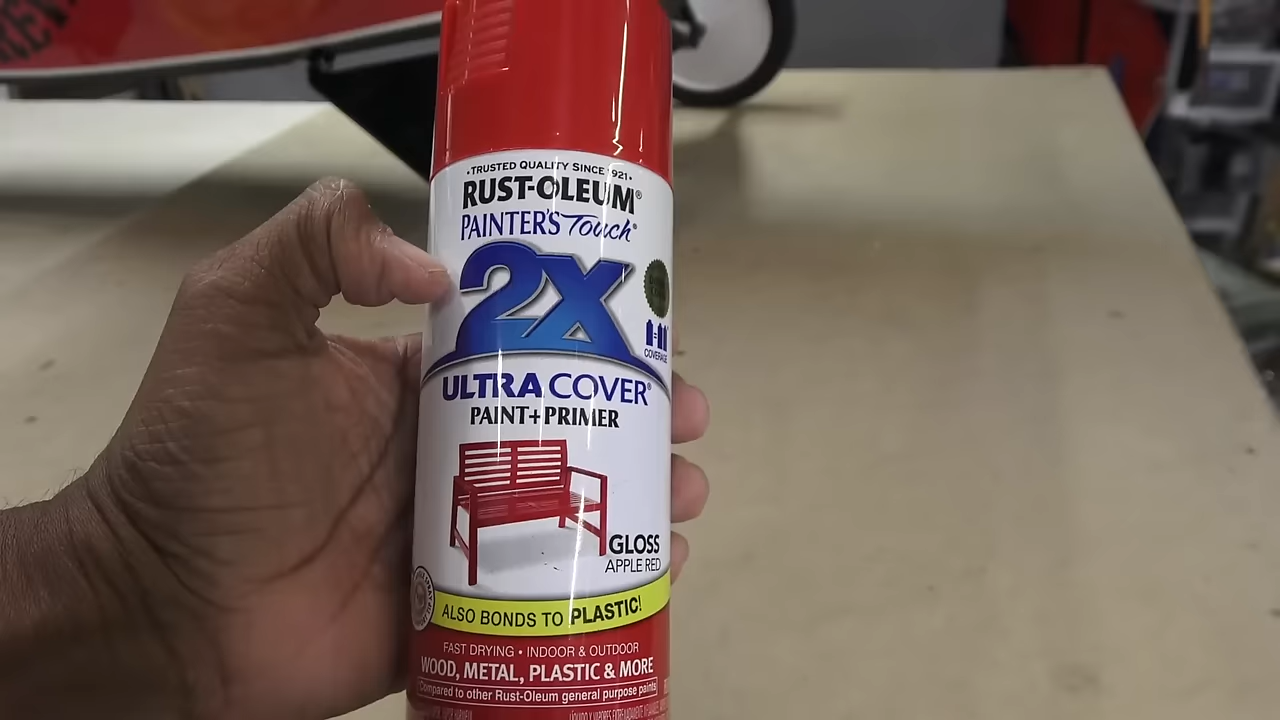 •TRUSTED QUALITY SINCE 1921•
RUST-OLEUM®
PAINTER'S Touch®
2X
COVERAGE
ULTRA COVER®
PAINT+PRIMER
GLOSS
APPLE RED
ALSO BONDS TO PLASTIC!
FAST DRYING • INDOOR & OUTDOOR
WOOD, METAL, PLASTIC & MORE
Compared to other Rust-Oleum general purpose paints